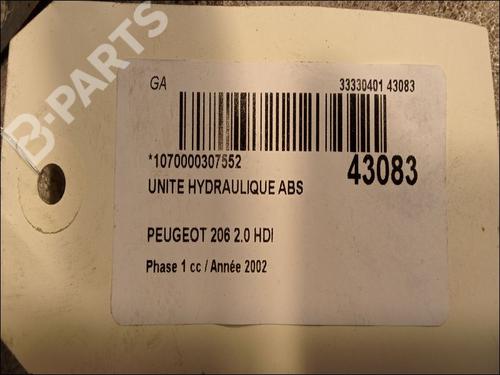 B-PARTS
GA
33330401 43083
*1070000307552
43083
UNITE HYDRAULIQUE ABS
PEUGEOT 206 2.0 HDI
Phase 1 cc / Année 2002